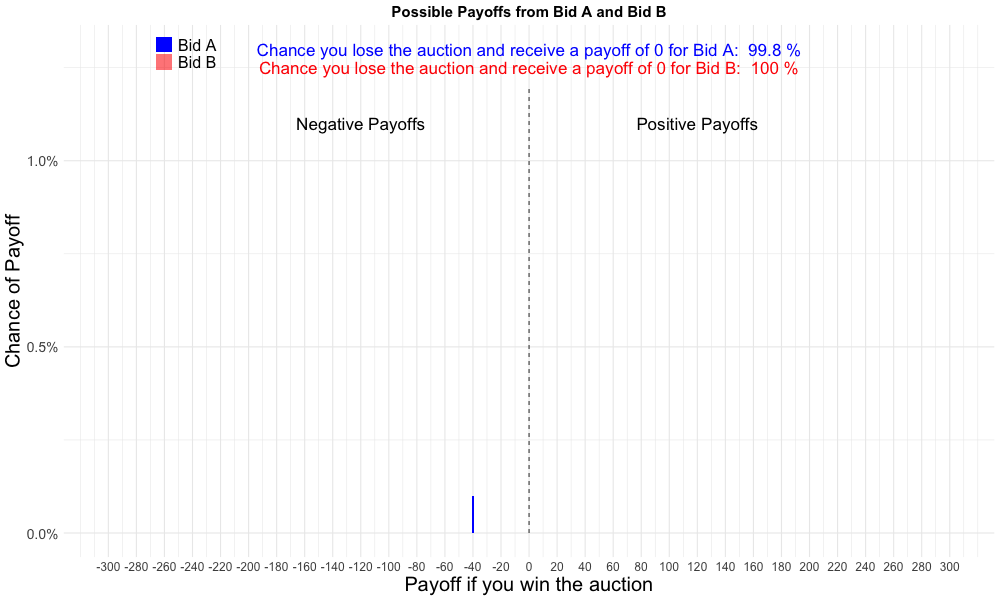 Possible Payoffs from Bid A and Bid B
Bid A
Bid B
Chance you lose the auction and receive a payoff of 0 for Bid A:  99.8 %
Chance you lose the auction and receive a payoff of 0 for Bid B:  100 %
Negative Payoffs
Positive Payoffs
Chance of Payoff
1.0%
0.5%
0.0%
-300 -280 -260 -240 -220 -200 -180 -160 -140 -120 -100 -80 -60 -40 -20 0 20 40 60 80 100 120 140 160 180 200 220 240 260 280 300
Payoff if you win the auction